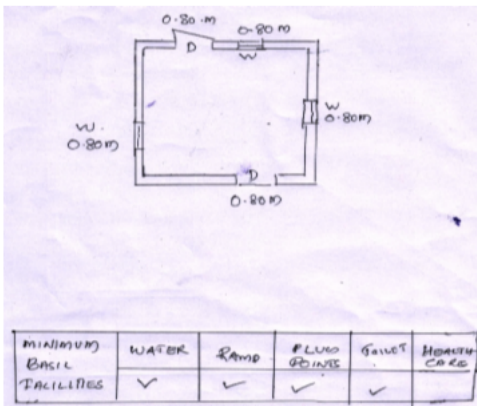 0.80 M
0.80M
D
W
W
0.80M
W.
0.80M
D
0.80M
MINIMUM BASIC FACILITIES
WATER
RAMP
PLUG POINTS
TOILET
HEALTH CARE
✓ ✓ ✓ ✓